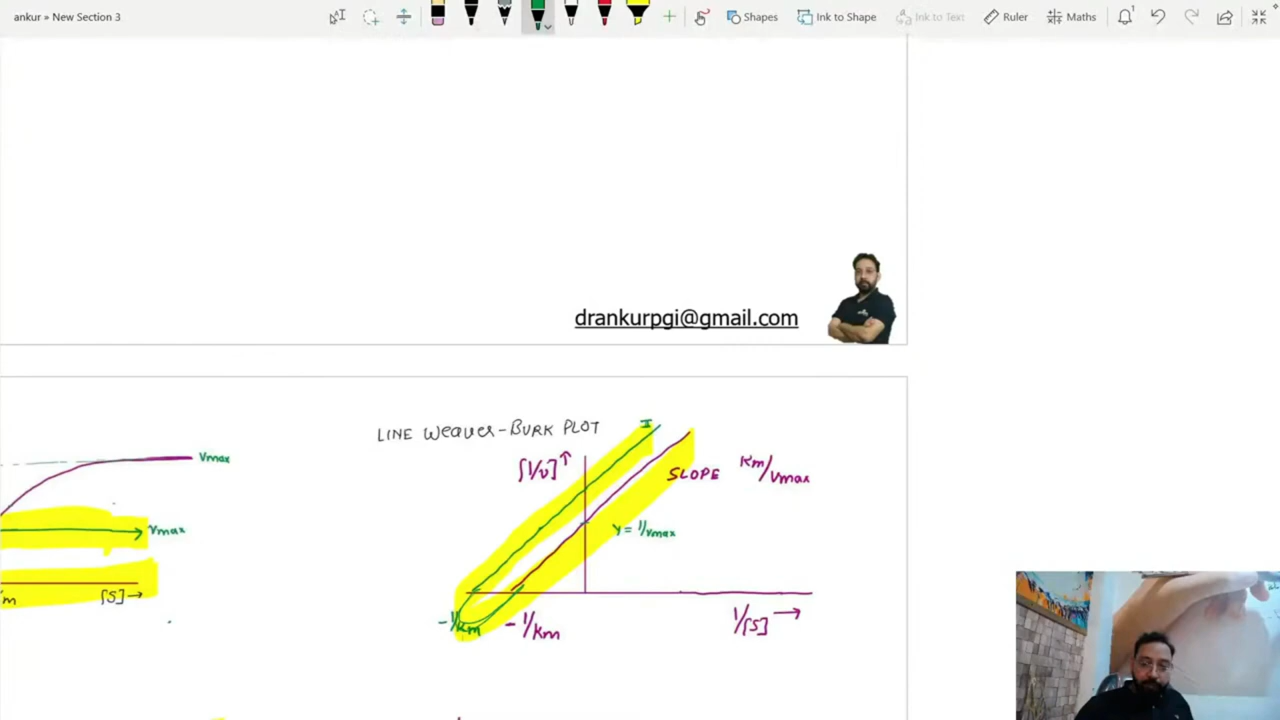 ankur » New Section 3
Shapes
Ink to Shape
Ink to Text
Ruler
Maths
drankurpgi@gmail.com
LINE Weaver-BURK PLOT
I
[1/v]↑
SLOPE Km/Vmax
y = 1/Vmax
-1/Km
-1/Km
1/[S] →
Vmax
Vmax
m
[S]→